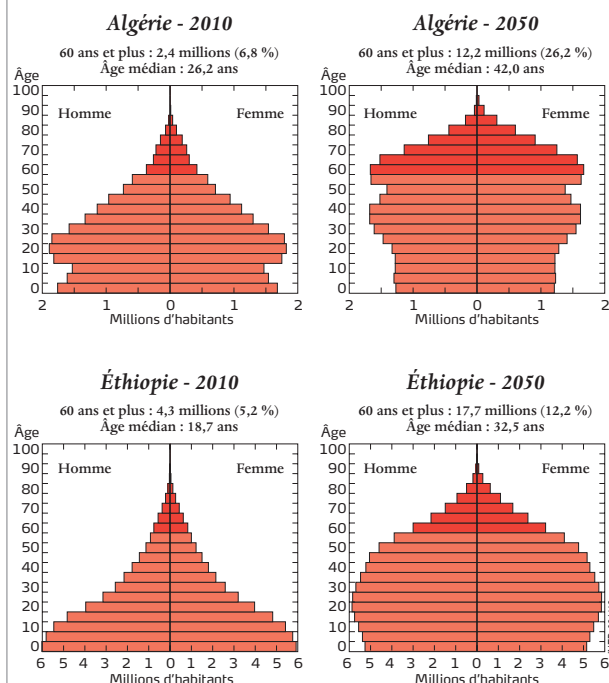 Algérie - 2010
60 ans et plus : 2,4 millions (6,8 %)
Âge médian : 26,2 ans
Âge
100
90
80
70
60
50
40
30
20
10
0
Homme
Femme
2 1 0 1 2
Millions d'habitants
Algérie - 2050
60 ans et plus : 12,2 millions (26,2 %)
Âge médian : 42,0 ans
Âge
100
90
80
70
60
50
40
30
20
10
0
Homme
Femme
2 1 0 1 2
Millions d'habitants
Éthiopie - 2010
60 ans et plus : 4,3 millions (5,2 %)
Âge médian : 18,7 ans
Âge
100
90
80
70
60
50
40
30
20
10
0
Homme
Femme
6 5 4 3 2 1 0 1 2 3 4 5 6
Millions d'habitants
Éthiopie - 2050
60 ans et plus : 17,7 millions (12,2 %)
Âge médian : 32,5 ans
Âge
100
90
80
70
60
50
40
30
20
10
0
Homme
Femme
6 5 4 3 2 1 0 1 2 3 4 5 6
Millions d'habitants